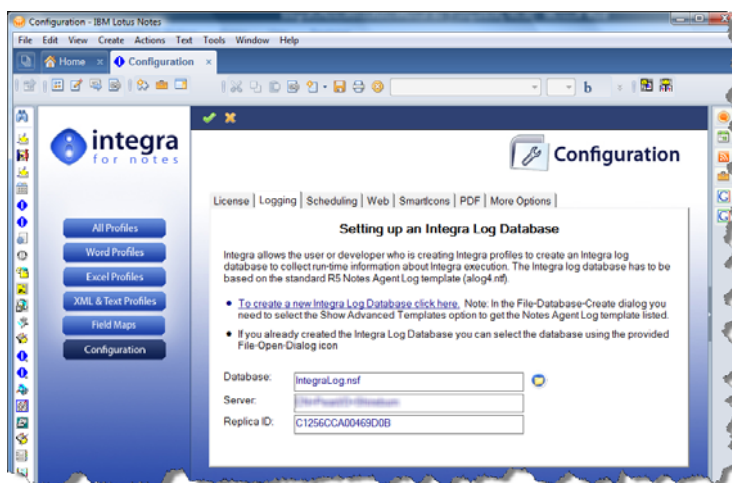 Configuration - IBM Lotus Notes
File Edit View Create Actions Text Tools Window Help
Home Configuration
b
integra
for notes
Configuration
License Logging Scheduling Web SmartIcons PDF More Options
All Profiles
Word Profiles
Excel Profiles
XML & Text Profiles
Field Maps
Configuration
Setting up an Integra Log Database
Integra allows the user or developer who is creating Integra profiles to create an Integra log
database to collect run-time information about Integra execution. The Integra log database has to be
based on the standard R5 Notes Agent Log template (alog4.ntf).
To create a new Integra Log Database click here. Note: In the File-Database-Create dialog you
need to select the Show Advanced Templates option to get the Notes Agent Log template listed.
If you already created the Integra Log Database you can select the database using the provided
File-Open-Dialog icon
Database: IntegraLog.nsf
Server:
Replica ID: C1256CCA00469D0B